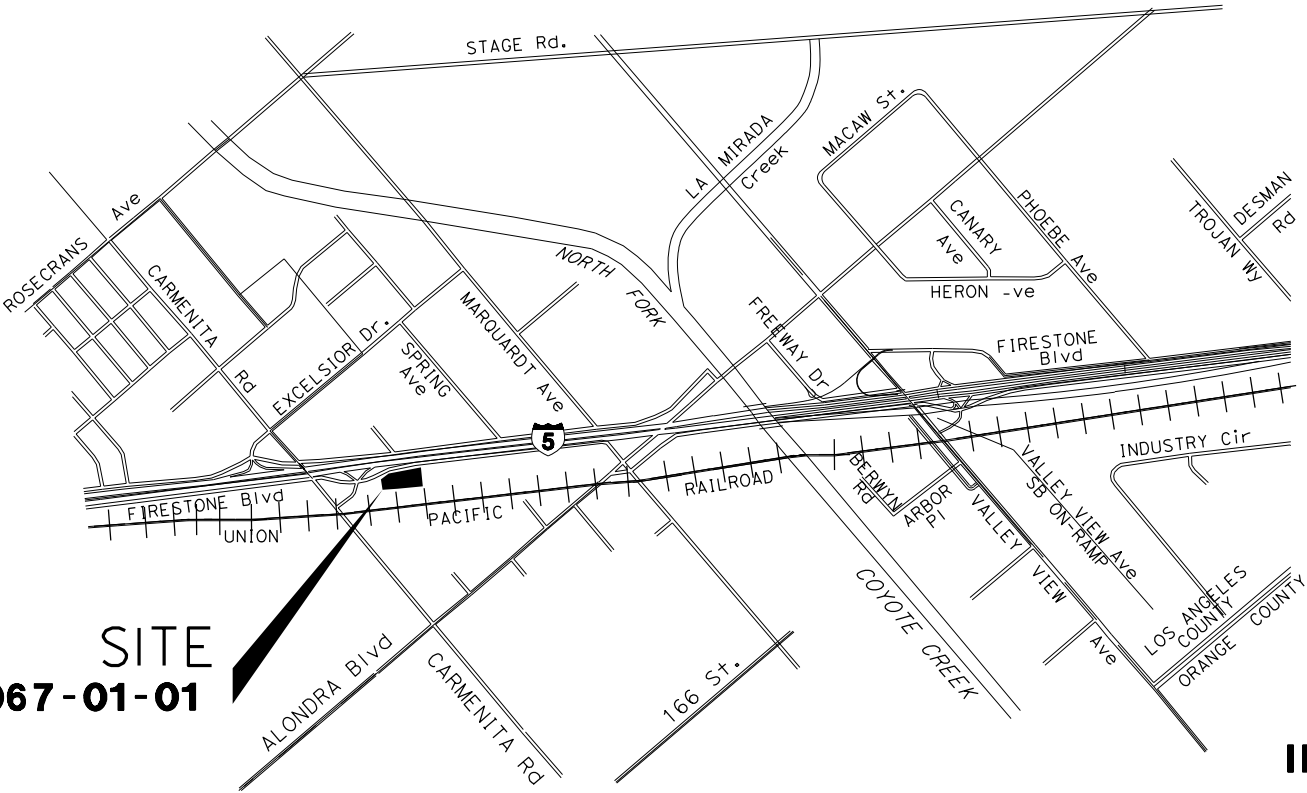 STAGE Rd.
ROSECRANS Ave
CARMENITA Rd
EXCELSIOR Dr.
SPRING
Ave
MARQUARDT Ave
NORTH FORK
LA MIRADA
Creek
MACAW St.
CANARY
Ave
PHOEBE Ave
HERON -ve
TROJAN Wy
DESMAN
Rd
FREEWAY Dr
FIRESTONE
Blvd
5
FIRESTONE Blvd
UNION PACIFIC RAILROAD
BERWYN
Rd
ARBOR
Pl
VALLEY VIEW Ave
VALLEY VIEW Ave
SB ON-RAMP
INDUSTRY Cir
LOS ANGELES
COUNTY
ORANGE COUNTY
COYOTE CREEK
SITE
067-01-01
ALONDRA Blvd
CARMENITA Rd
166 St.